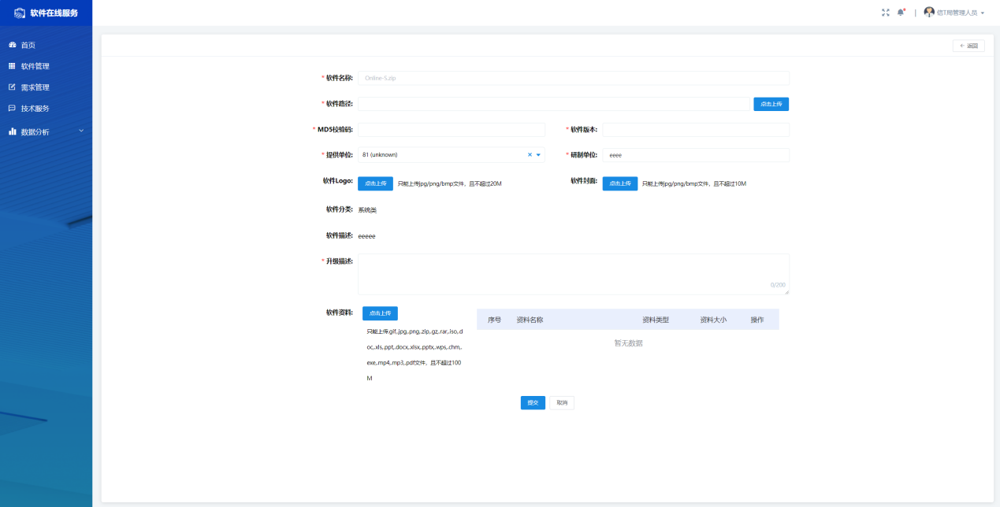 软件在线服务
信IT局管理人员
首页
软件管理
需求管理
技术服务
数据分析
返回
* 软件名称: Online-S.zip
* 软件路径: 点击上传
* MD5校验码: * 软件版本:
* 提供单位: 81 (unknown) * 研制单位: eeee
软件Logo: 点击上传 只能上传jpg/png/bmp文件，且不超过20M 软件封面: 点击上传 只能上传jpg/png/bmp文件，且不超过10M
软件分类: 系统类
软件描述: eeeee
* 升级描述:
0/200
软件资料: 点击上传
只能上传.gif,.jpg,.png,.zip,.gz,.rar,.iso,.d
oc,.xls,.ppt,.docx,.xlsx,.pptx,.wps,.chm,.
exe,.mp4,.mp3,.pdf文件，且不超过100
M
序号 资料名称 资料类型 资料大小 操作
暂无数据
提交 取消